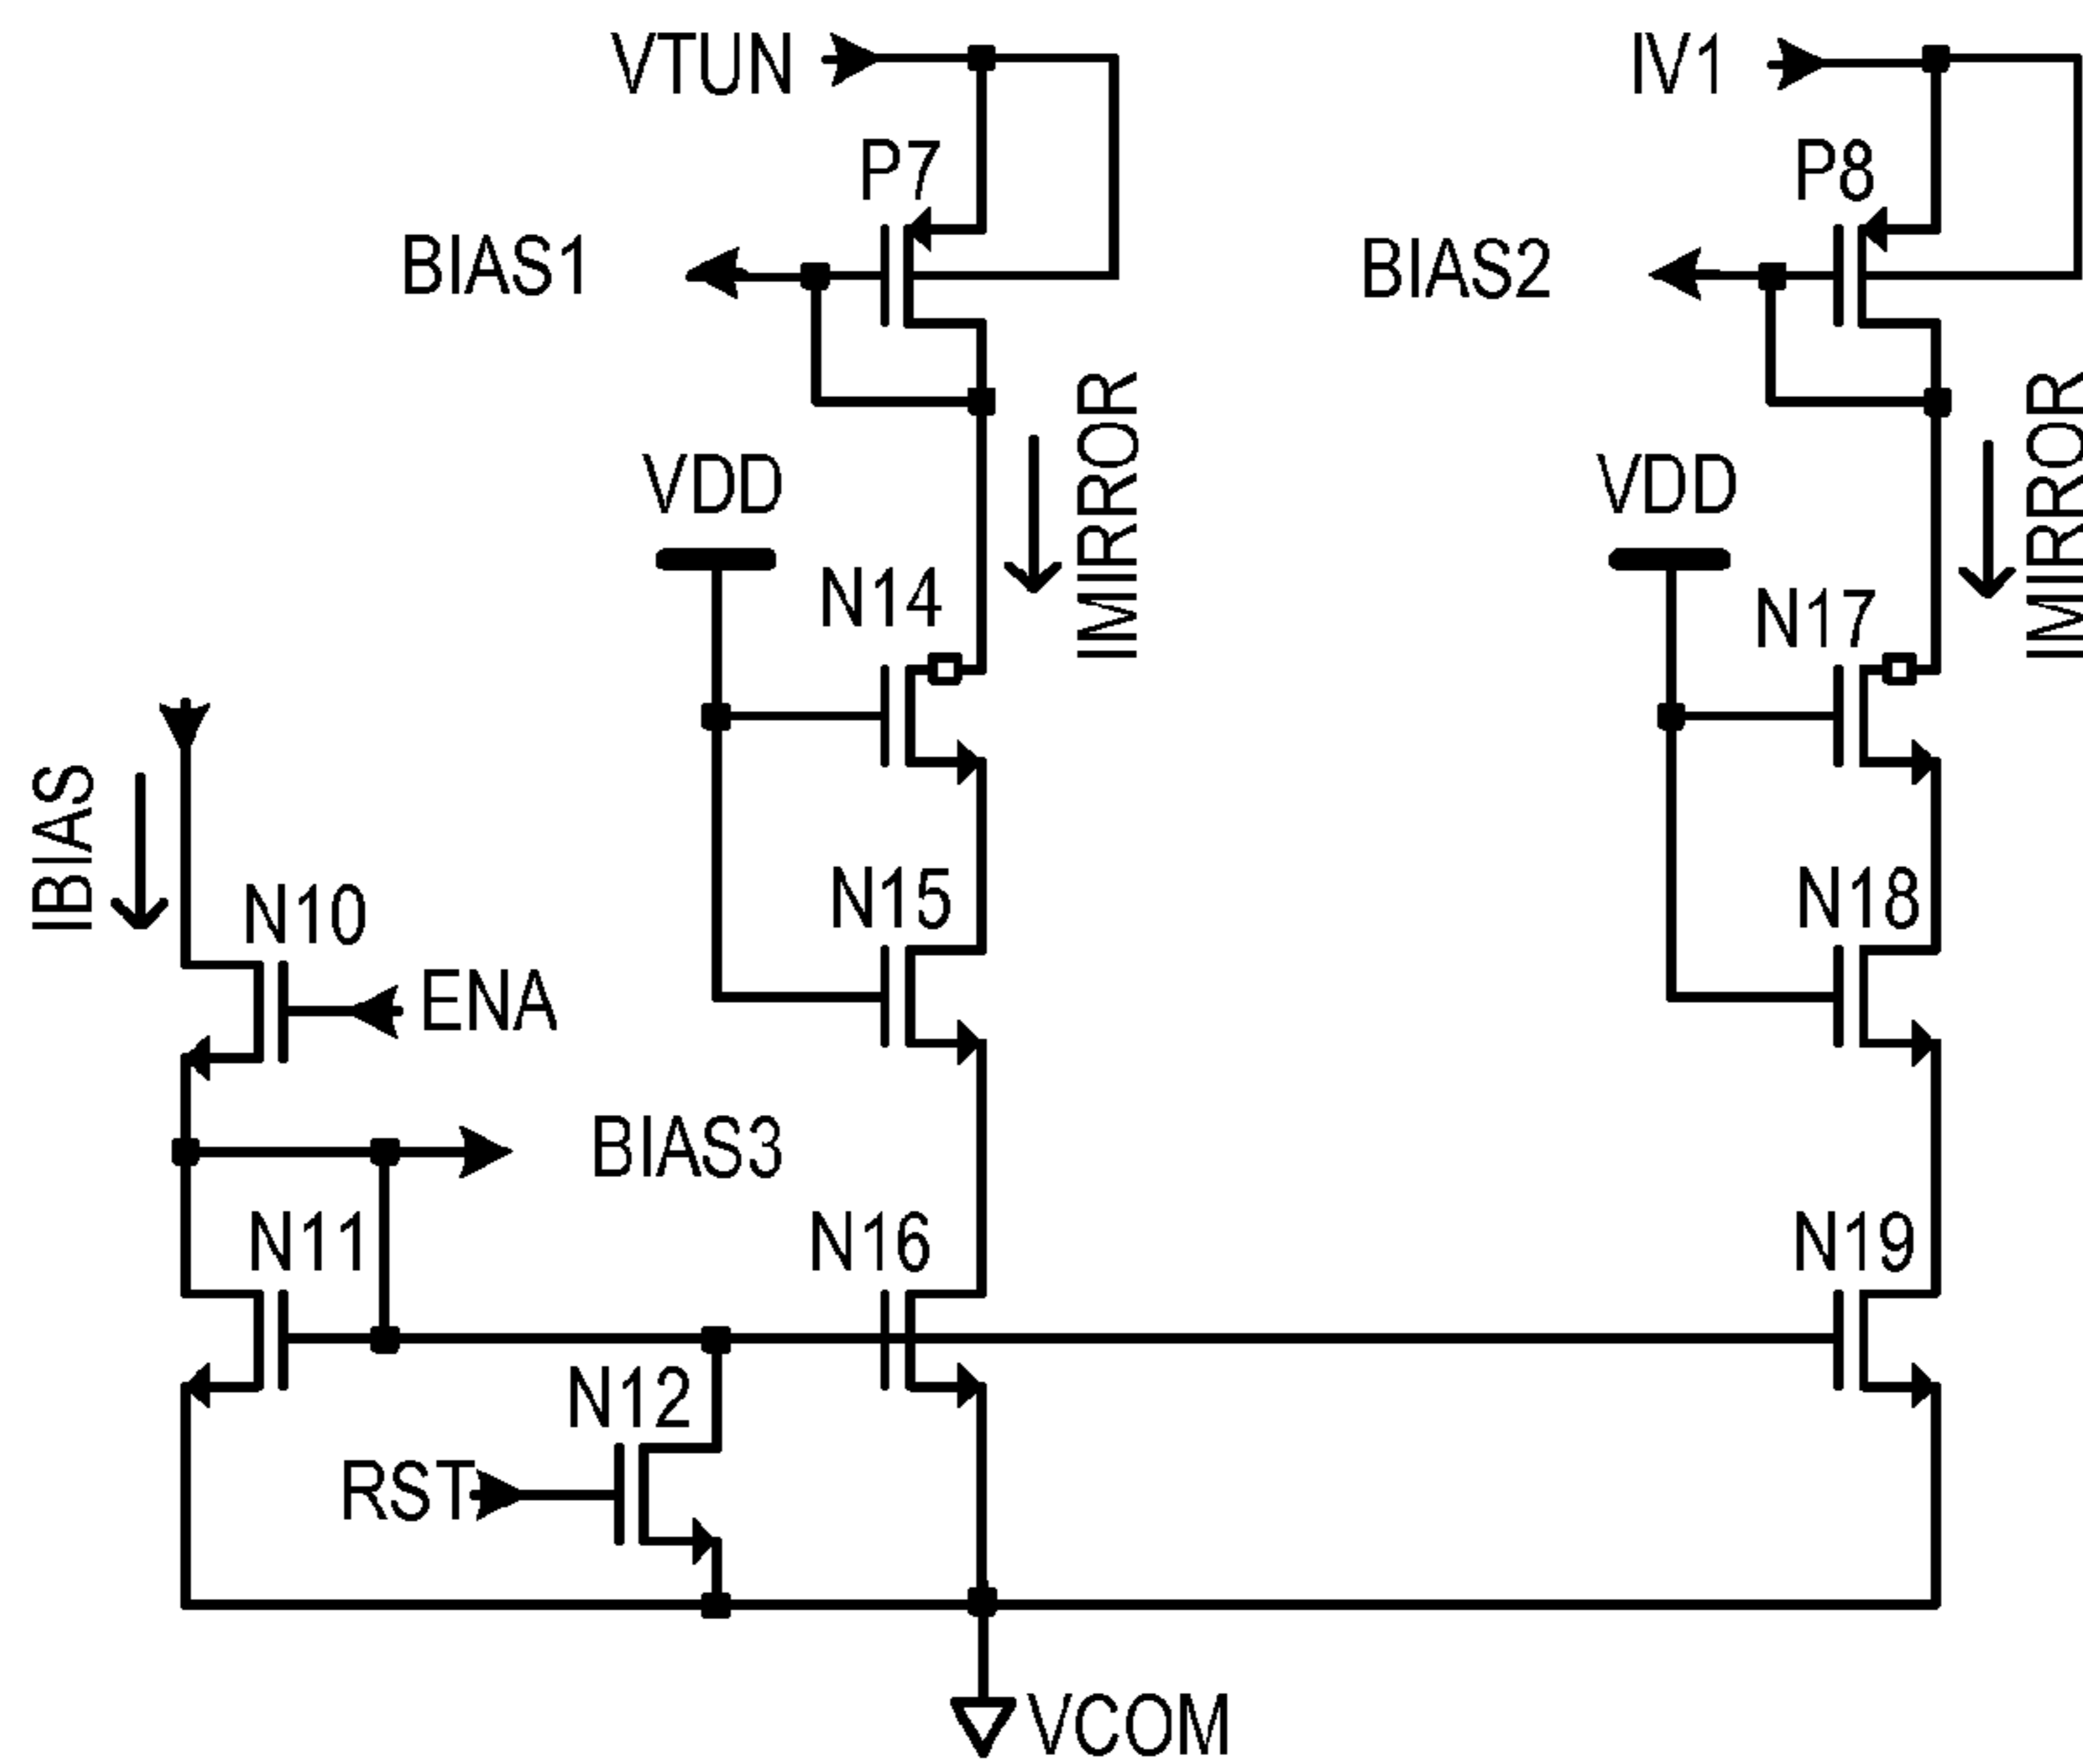 VTUN
IV1
P7
P8
BIAS1
BIAS2
IMIRROR
IMIRROR
VDD
VDD
N14
N17
IBIAS
N10
N15
N18
ENA
BIAS3
N11
N16
N19
N12
RST
VCOM